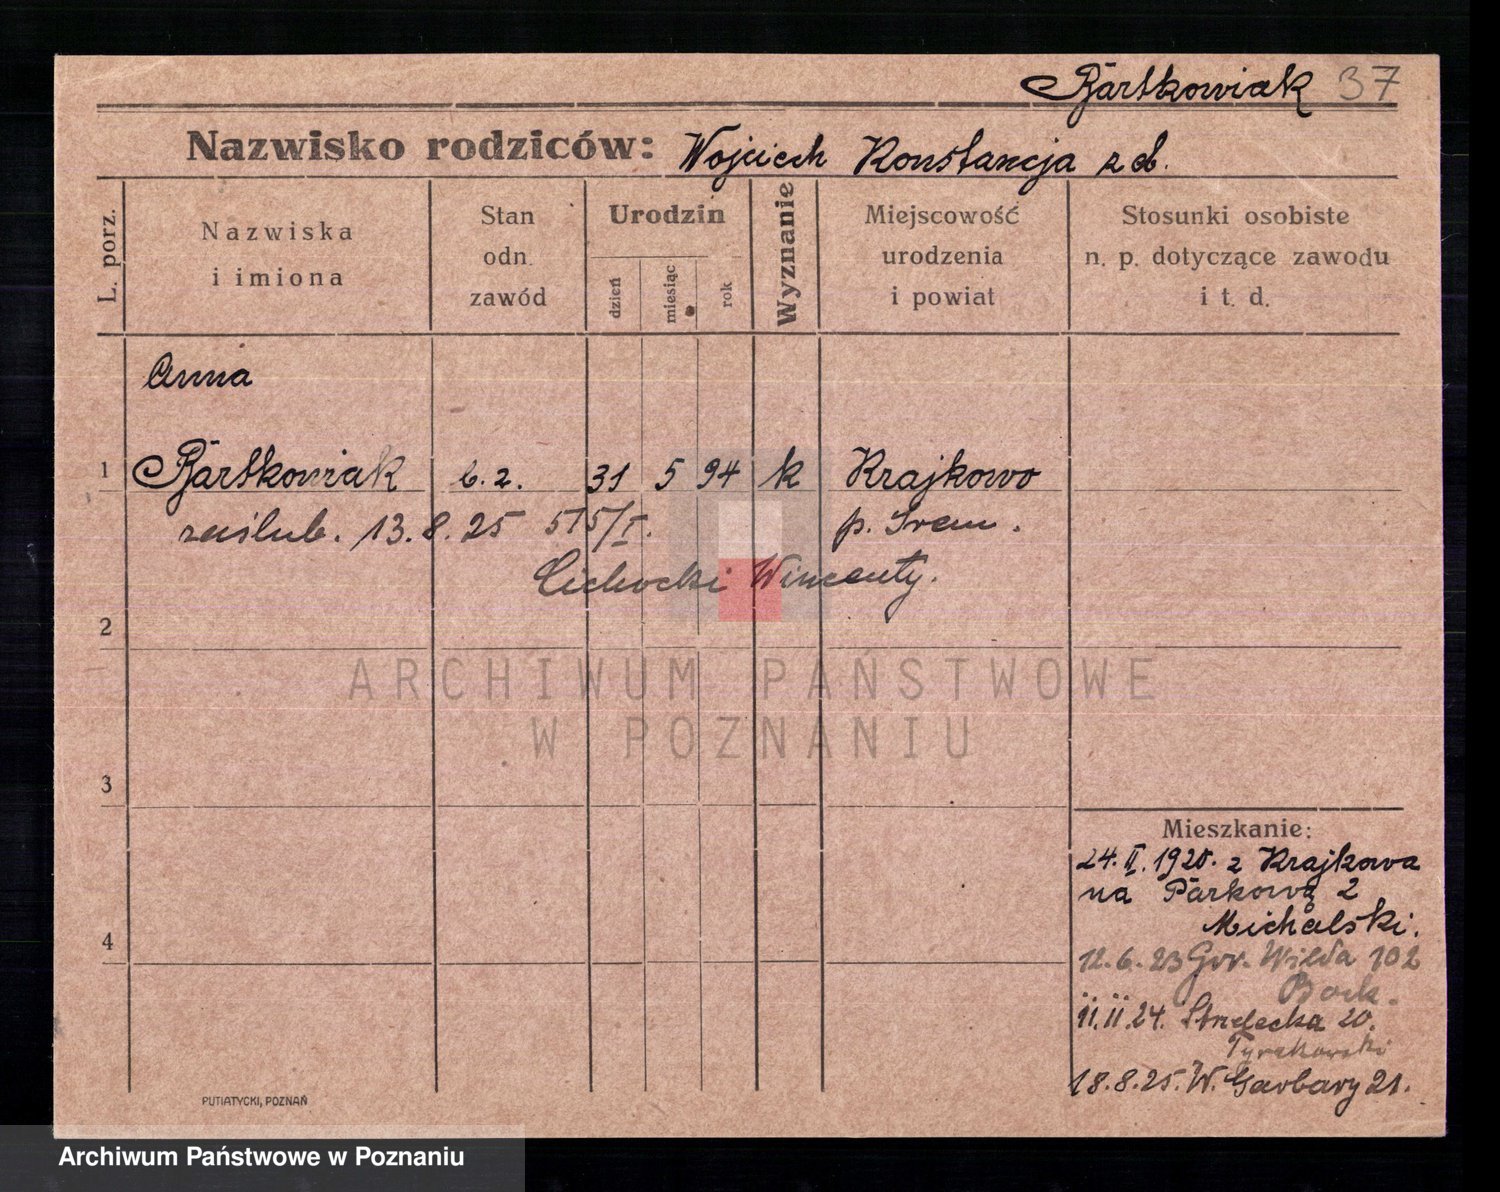 Bartkowiak 37
Nazwisko rodziców: Wojciech Konstancja z d.
L. porz.
Nazwiska
i imiona
Stan
odn.
zawód
Urodzin
dzień
miesiąc
rok
Wyznanie
Miejscowość
urodzenia
i powiat
Stosunki osobiste
n. p. dotyczące zawodu
i t. d.
Anna
1 Bartkowiak b. z. 31 5 94 k Krajkowo
zaślub. 13.8.25 515/I. p. Srem.
Cichocki Wincenty.
2
ARCHIWUM PAŃSTWOWE
W POZNANIU
3
Mieszkanie:
24.II.1920. z Krajkowa
na Parkową 2
Michalski.
4
12.6.23 Gór. Wilda 102
Bock.
11.11.24. Strzelecka 20.
Tyrakowski
18.8.25. W. Garbary 21.
PUTIATYCKI, POZNAŃ
Archiwum Państwowe w Poznaniu